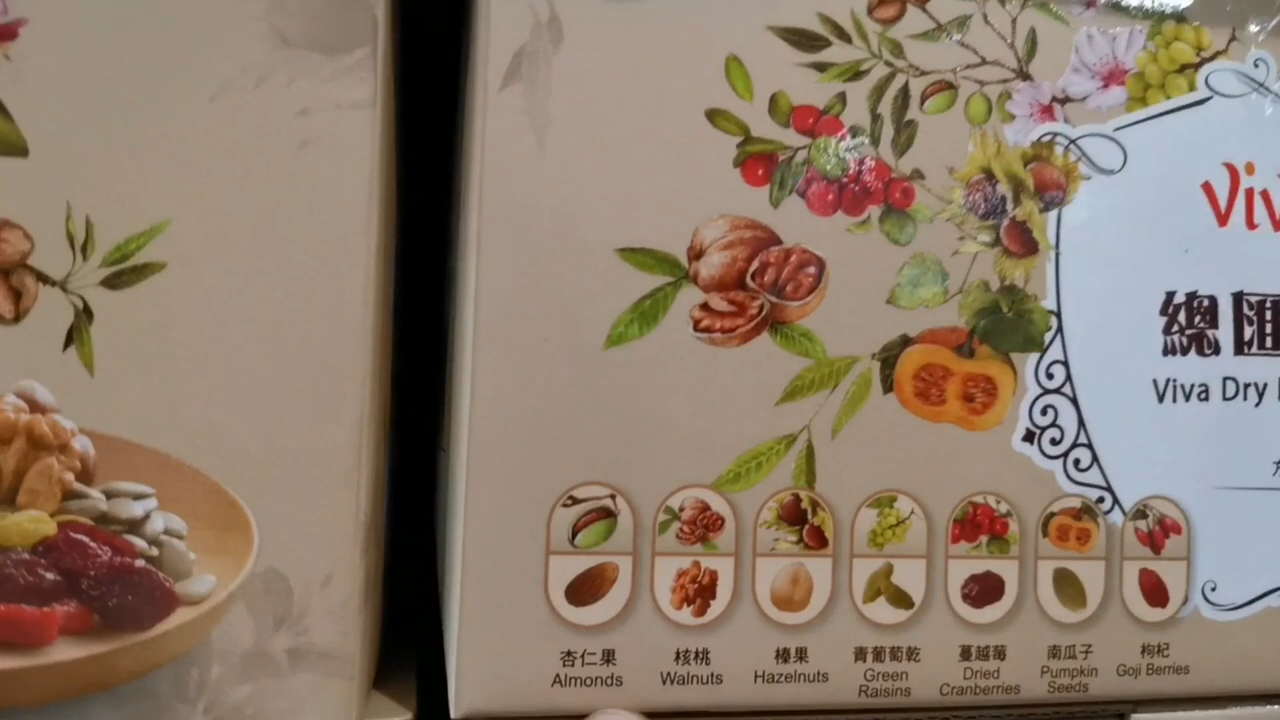 Viv
總匯
Viva Dry
杏仁果
Almonds
核桃
Walnuts
榛果
Hazelnuts
青葡萄乾
Green
Raisins
蔓越莓
Dried
Cranberries
南瓜子
Pumpkin
Seeds
枸杞
Goji Berries